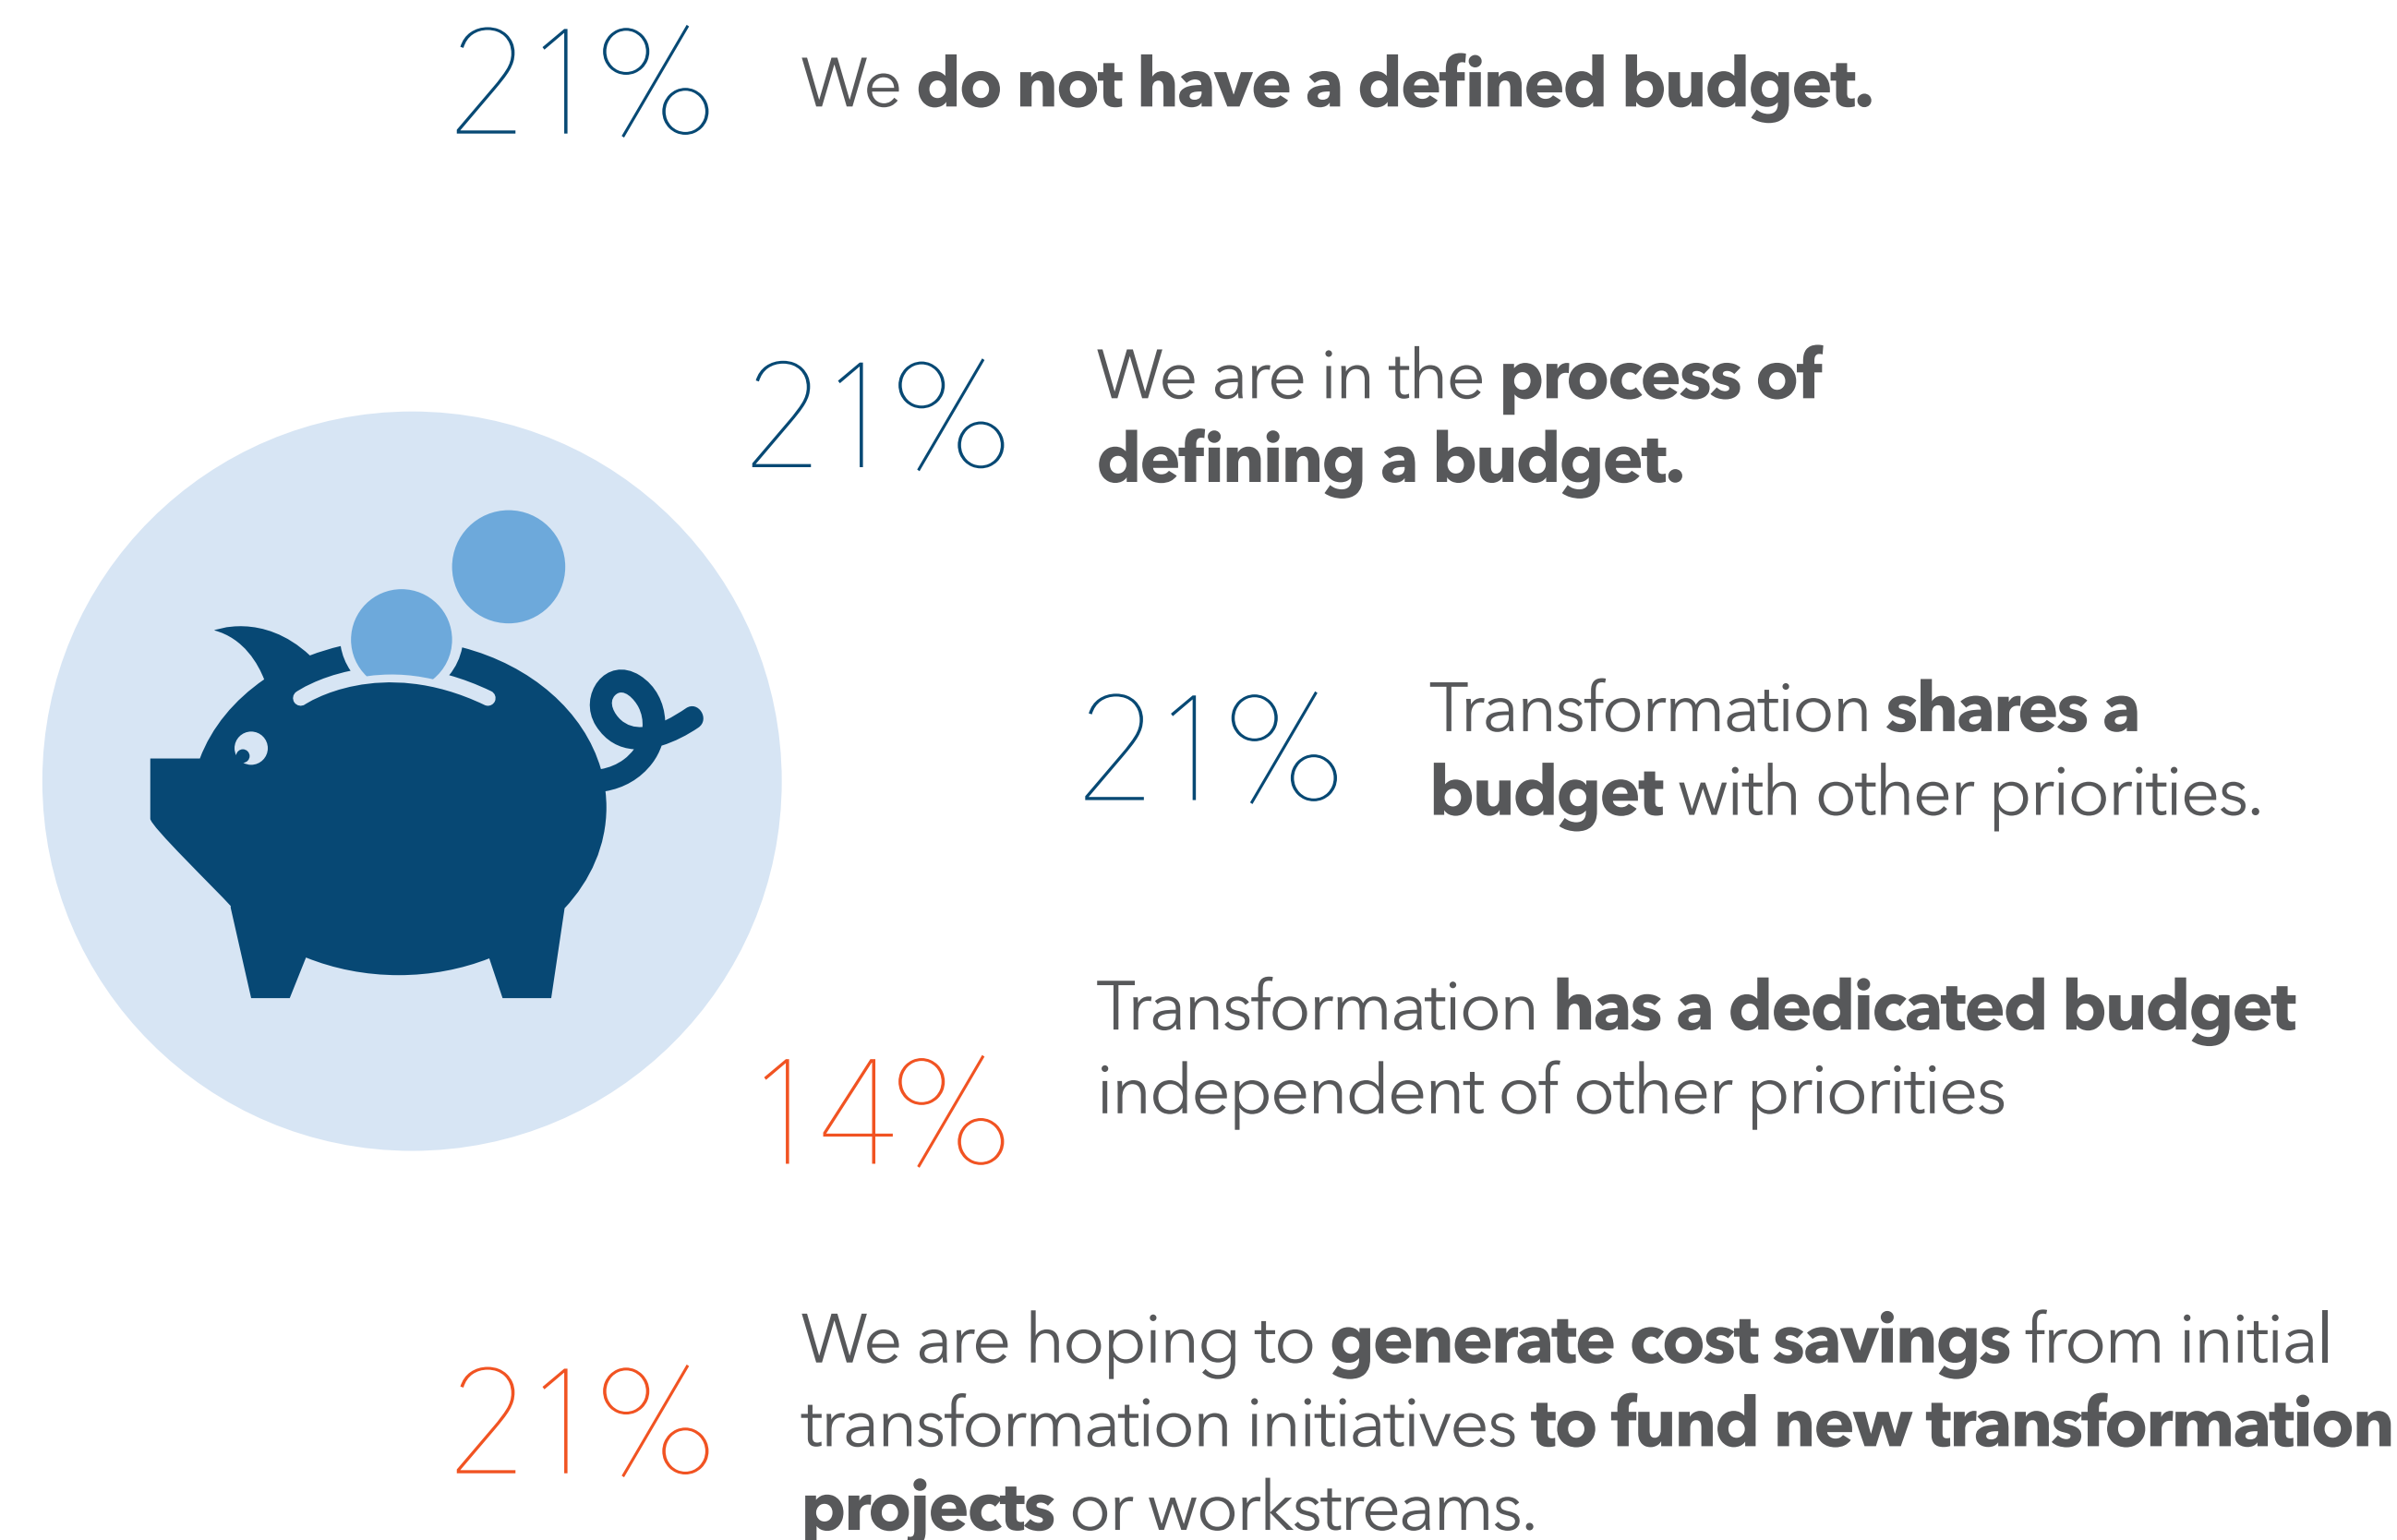 21%
We do not have a defined budget.
21%
We are in the process of
defining a budget.
21%
Transformation shares a
budget with other priorities.
14%
Transformation has a dedicated budget
independent of other priorities
21%
We are hoping to generate cost savings from initial
transformation initiatives to fund new transformation
projects or workstreams.